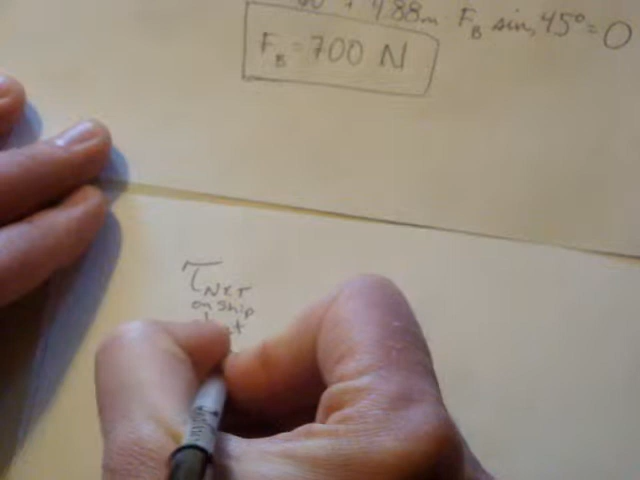 + 4.88m · F_B sin 45° = 0
F_B = 700 N
τ_NET
on ship